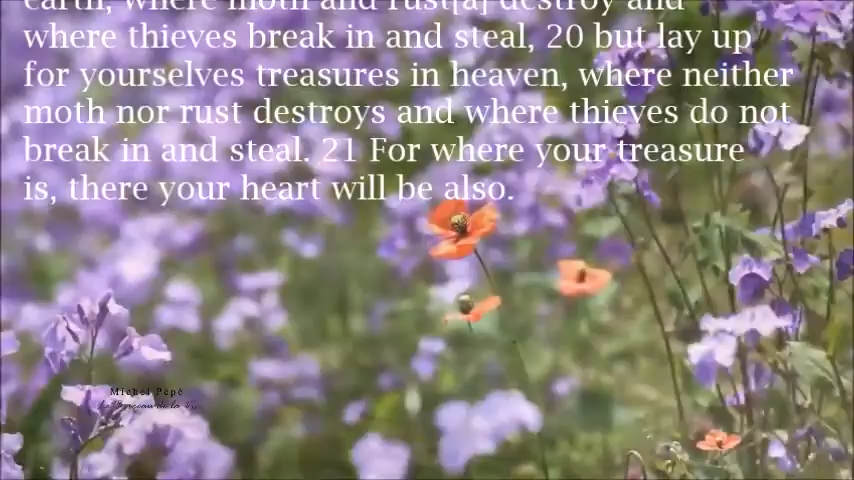 earth, where moth and rust[a] destroy and
where thieves break in and steal, 20 but lay up
for yourselves treasures in heaven, where neither
moth nor rust destroys and where thieves do not
break in and steal. 21 For where your treasure
is, there your heart will be also.
Michel Pépé
de la